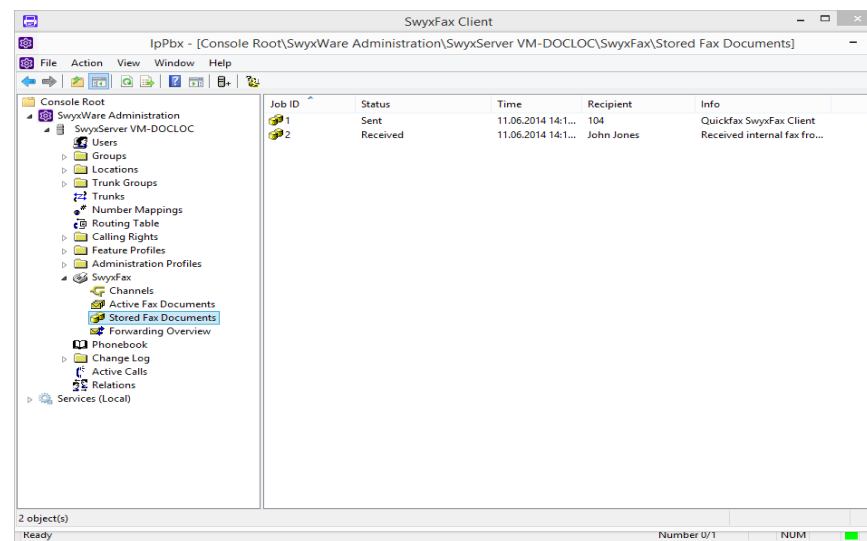 SwyxFax Client
IpPbx - [Console Root\SwyxWare Administration\SwyxServer VM-DOCLOC\SwyxFax\Stored Fax Documents]
File Action View Window Help
Console Root
SwyxWare Administration
SwyxServer VM-DOCLOC
Users
Groups
Locations
Trunk Groups
Trunks
Number Mappings
Routing Table
Calling Rights
Feature Profiles
Administration Profiles
SwyxFax
Channels
Active Fax Documents
Stored Fax Documents
Forwarding Overview
Phonebook
Change Log
Active Calls
Relations
Services (Local)
Job ID Status Time Recipient Info
1 Sent 11.06.2014 14:1... 104 Quickfax SwyxFax Client
2 Received 11.06.2014 14:1... John Jones Received internal fax fro...
2 object(s)
Ready Number 0/1 NUM